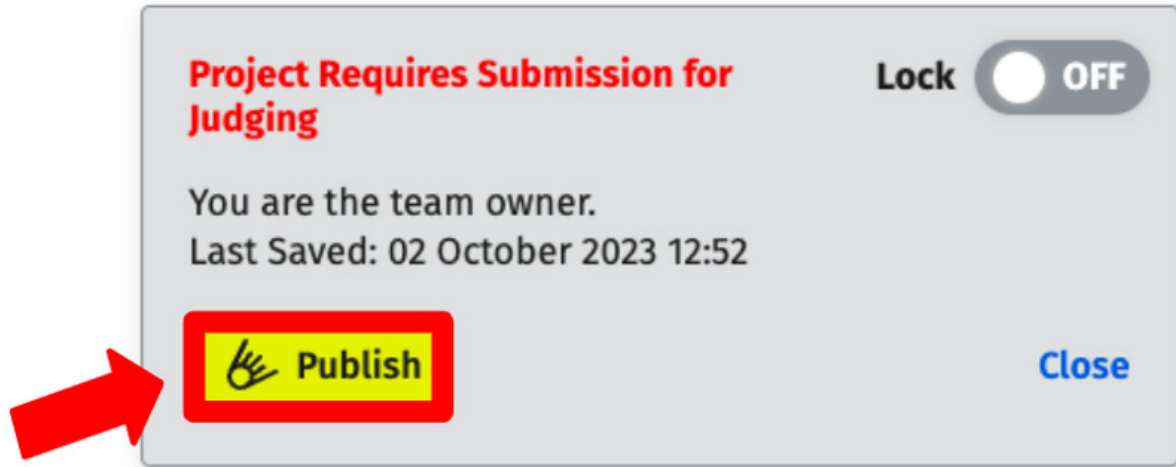 Project Requires Submission for
Judging
Lock
OFF
You are the team owner.
Last Saved: 02 October 2023 12:52
Publish
Close